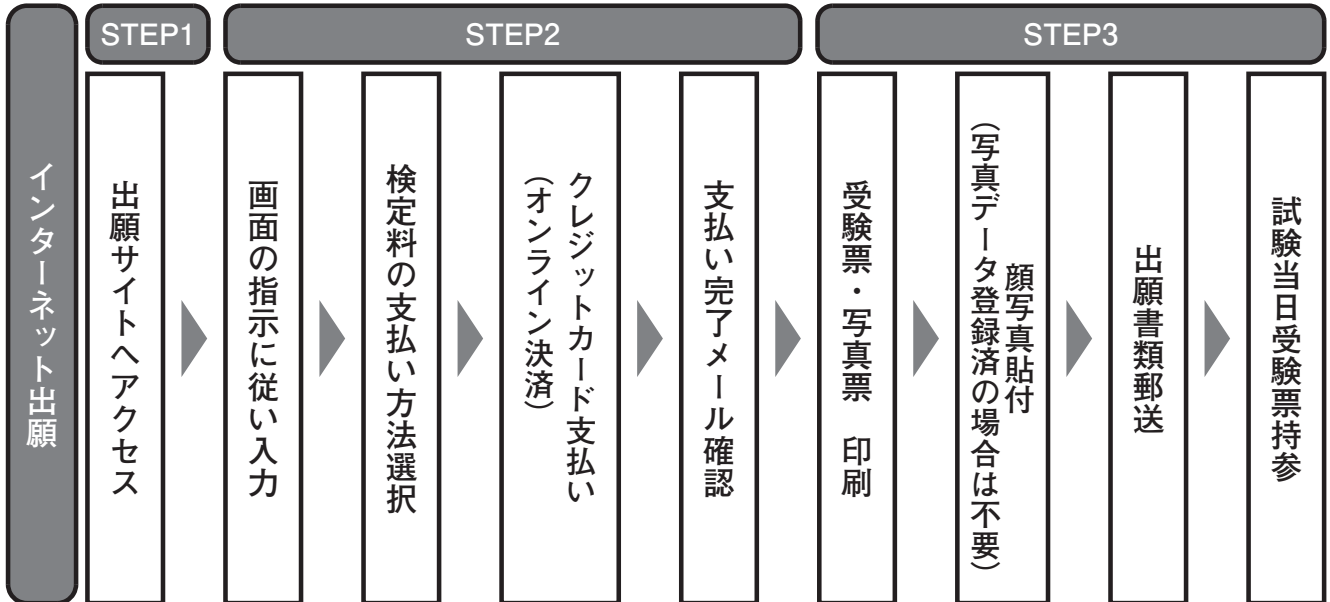 インターネット出願
STEP1
出願サイトへアクセス
STEP2
画面の指示に従い入力
検定料の支払い方法選択
クレジットカード支払い
（オンライン決済）
支払い完了メール確認
STEP3
受験票・写真票　印刷
顔写真貼付
（写真データ登録済の場合は不要）
出願書類郵送
試験当日受験票持参